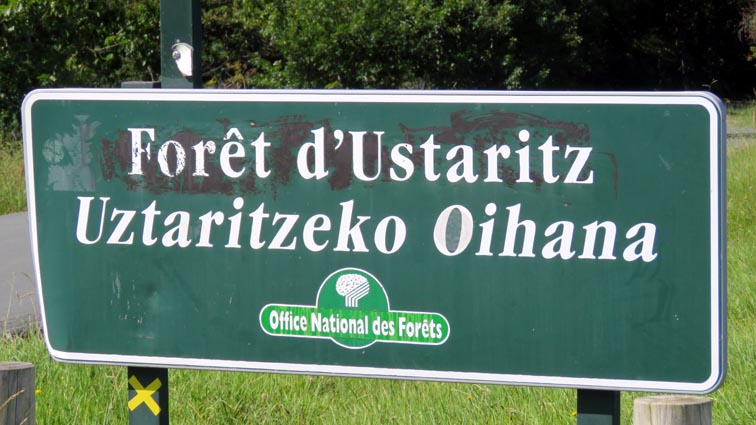 Forêt d'Ustaritz
Uztaritzeko Oihana
Office National des Forêts